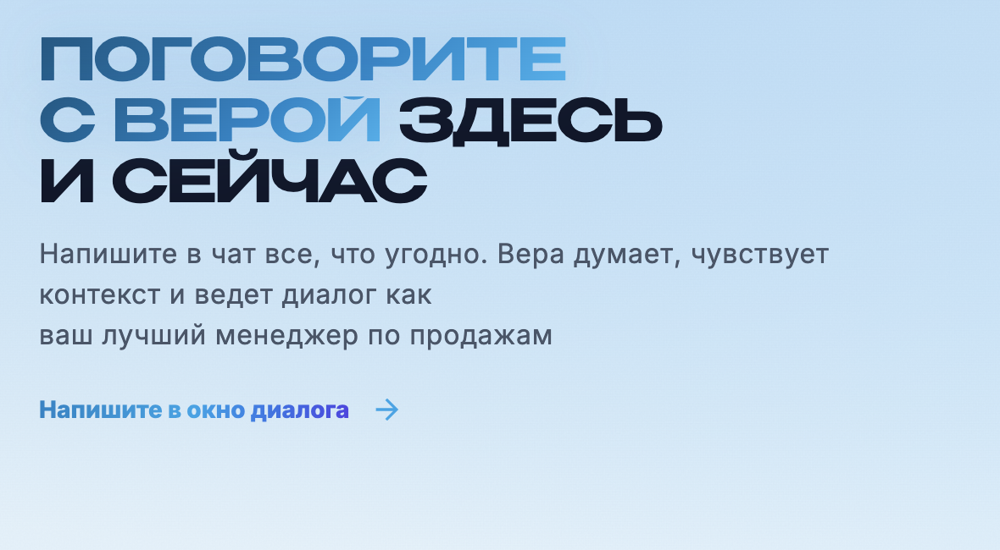 ПОГОВОРИТЕ
С ВЕРОЙ ЗДЕСЬ
И СЕЙЧАС
Напишите в чат все, что угодно. Вера думает, чувствует
контекст и ведет диалог как
ваш лучший менеджер по продажам
Напишите в окно диалога →